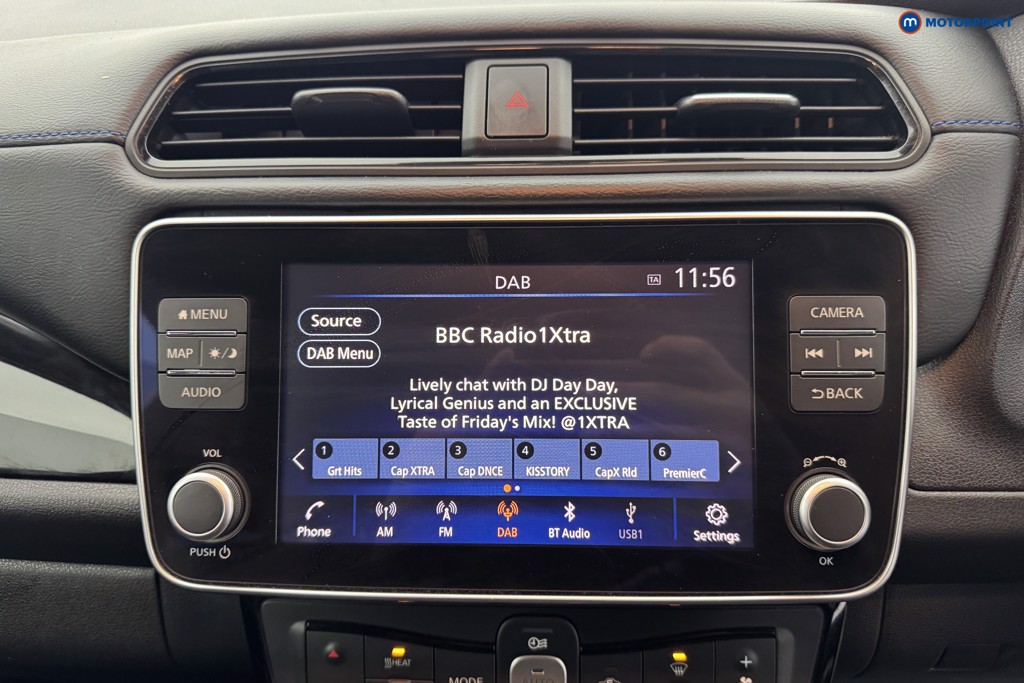 m MOTORPOINT
DAB
TA 11:56
MENU
MAP
AUDIO
VOL
PUSH
Source
DAB Menu
BBC Radio1Xtra
Lively chat with DJ Day Day,
Lyrical Genius and an EXCLUSIVE
Taste of Friday's Mix! @1XTRA
1 Grt Hits
2 Cap XTRA
3 Cap DNCE
4 KISSTORY
5 CapX Rld
6 PremierC
Phone
AM
FM
DAB
BT Audio
USB1
Settings
CAMERA
BACK
OK
HEAT
MODE
AUTO